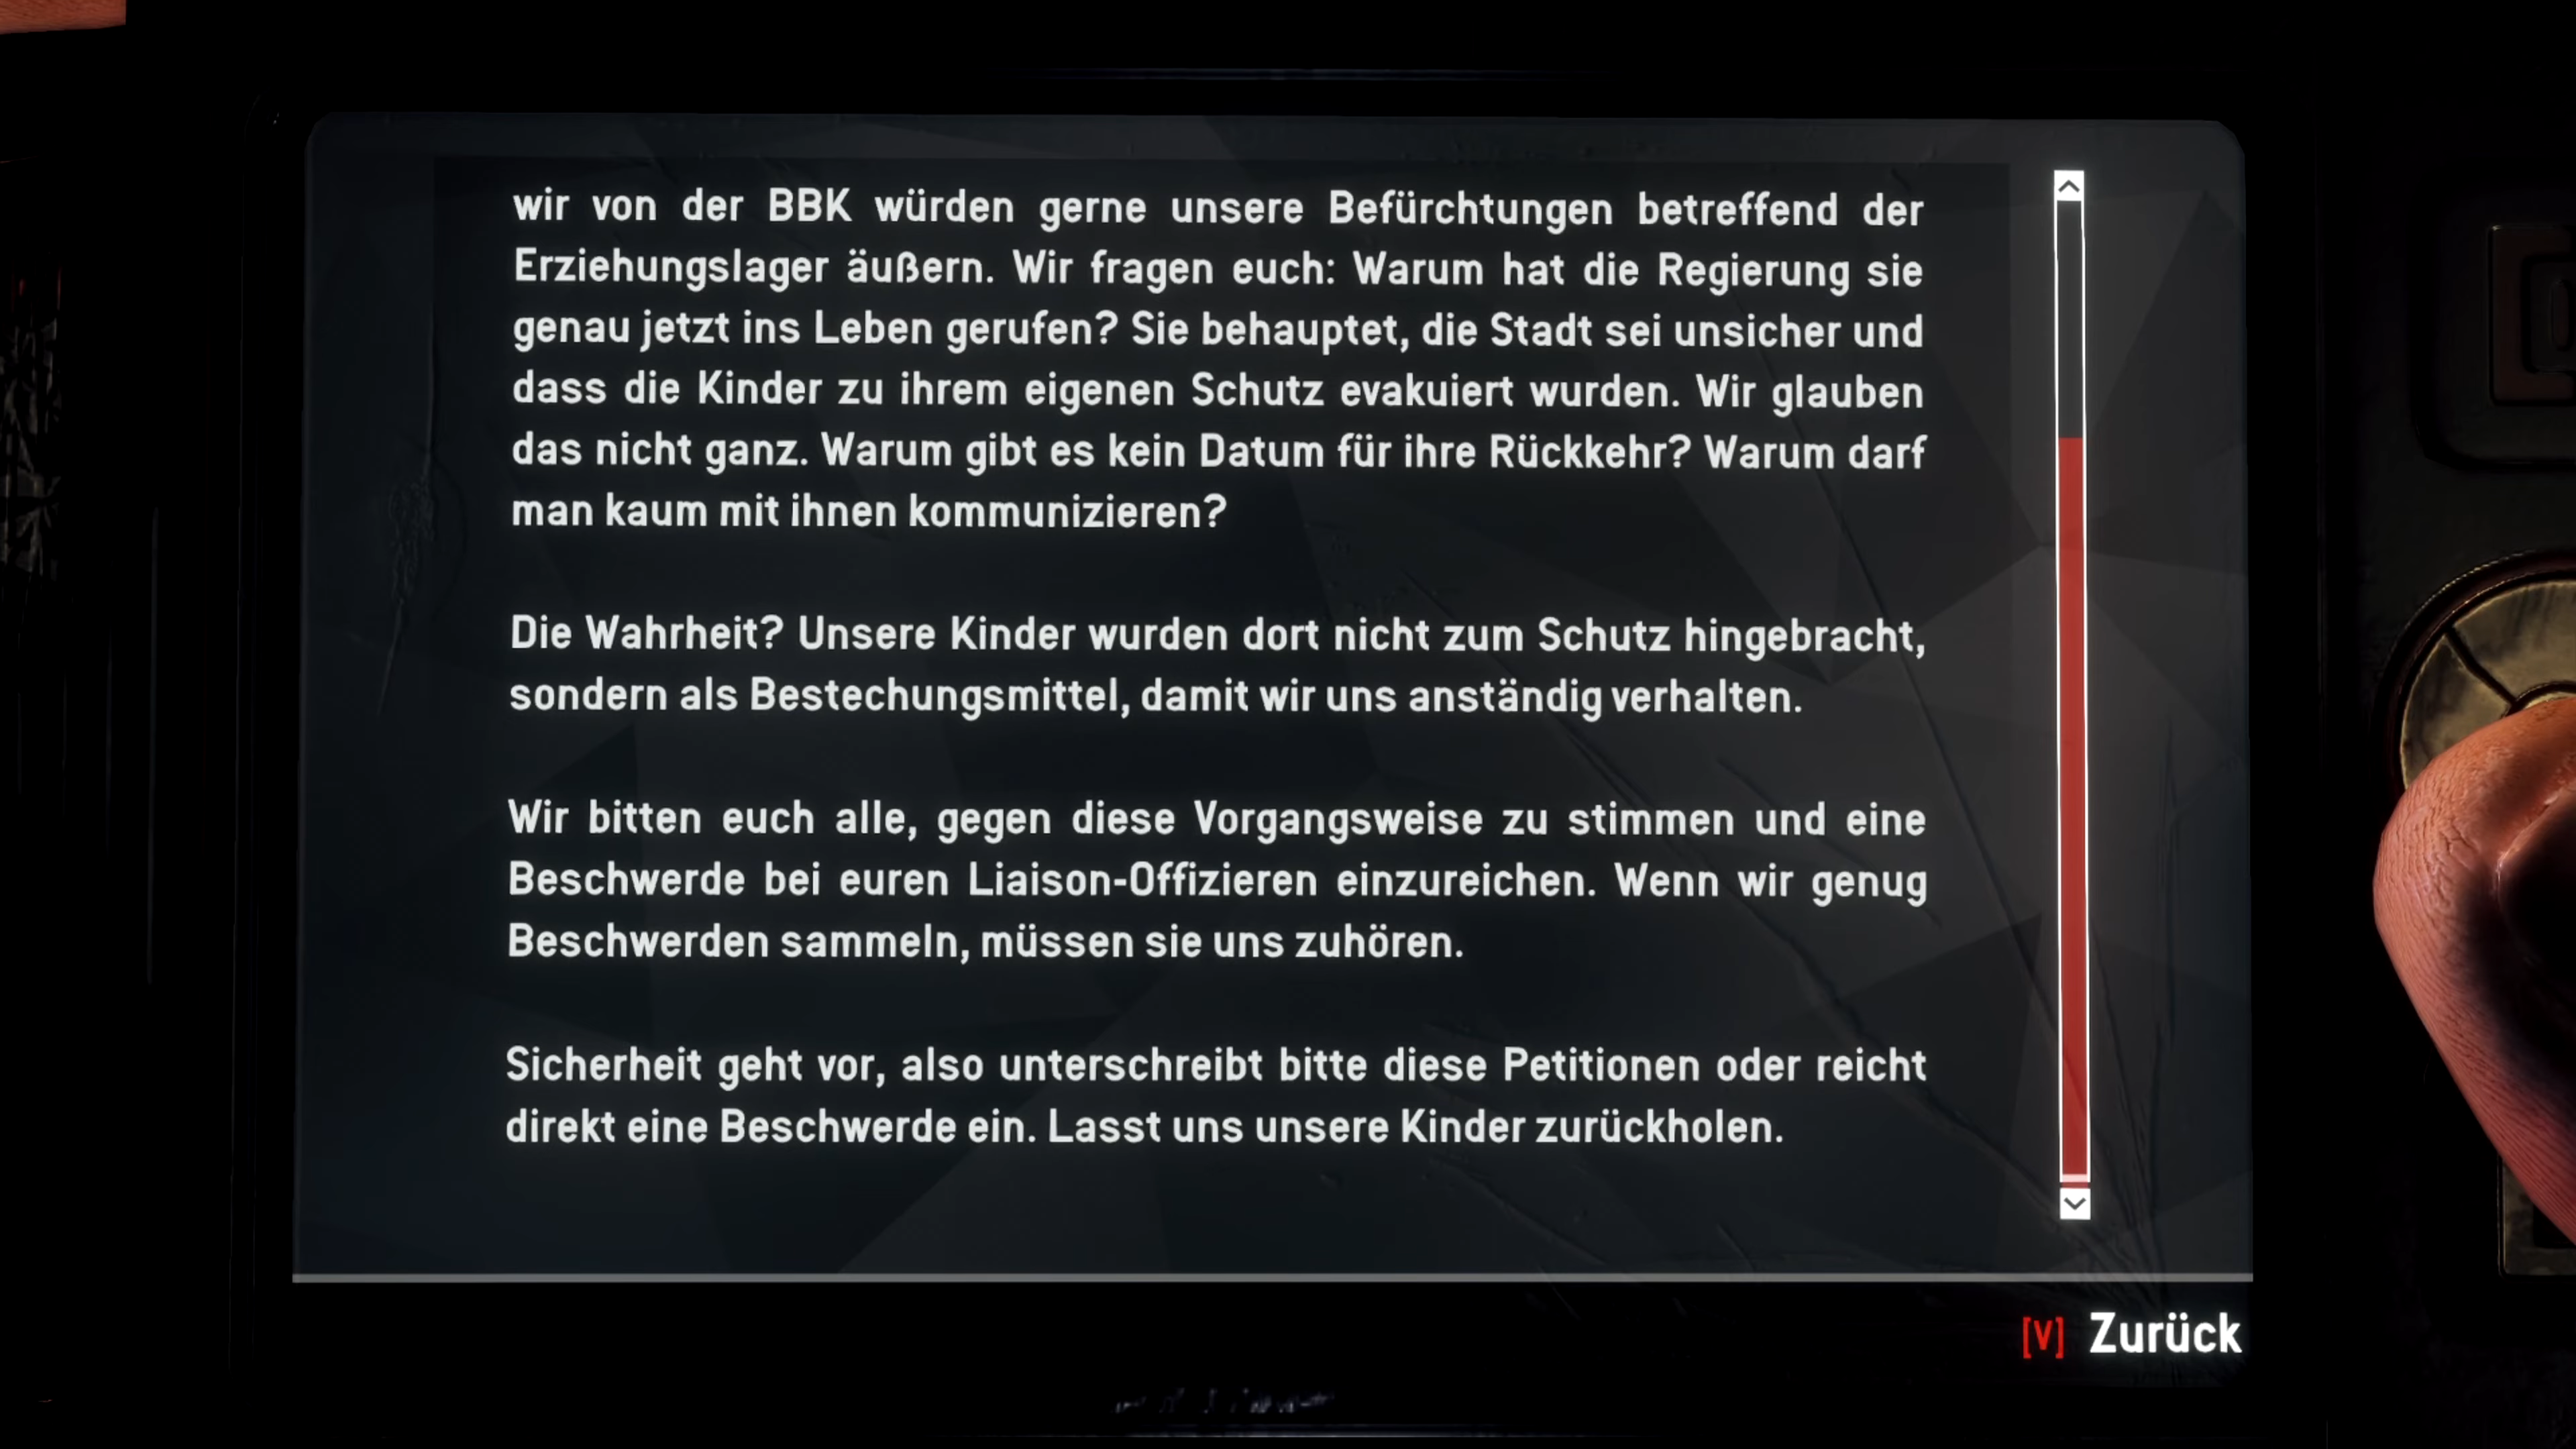 wir von der BBK würden gerne unsere Befürchtungen betreffend der
Erziehungslager äußern. Wir fragen euch: Warum hat die Regierung sie
genau jetzt ins Leben gerufen? Sie behauptet, die Stadt sei unsicher und
dass die Kinder zu ihrem eigenen Schutz evakuiert wurden. Wir glauben
das nicht ganz. Warum gibt es kein Datum für ihre Rückkehr? Warum darf
man kaum mit ihnen kommunizieren?
Die Wahrheit? Unsere Kinder wurden dort nicht zum Schutz hingebracht,
sondern als Bestechungsmittel, damit wir uns anständig verhalten.
Wir bitten euch alle, gegen diese Vorgangsweise zu stimmen und eine
Beschwerde bei euren Liaison-Offizieren einzureichen. Wenn wir genug
Beschwerden sammeln, müssen sie uns zuhören.
Sicherheit geht vor, also unterschreibt bitte diese Petitionen oder reicht
direkt eine Beschwerde ein. Lasst uns unsere Kinder zurückholen.
[V] Zurück